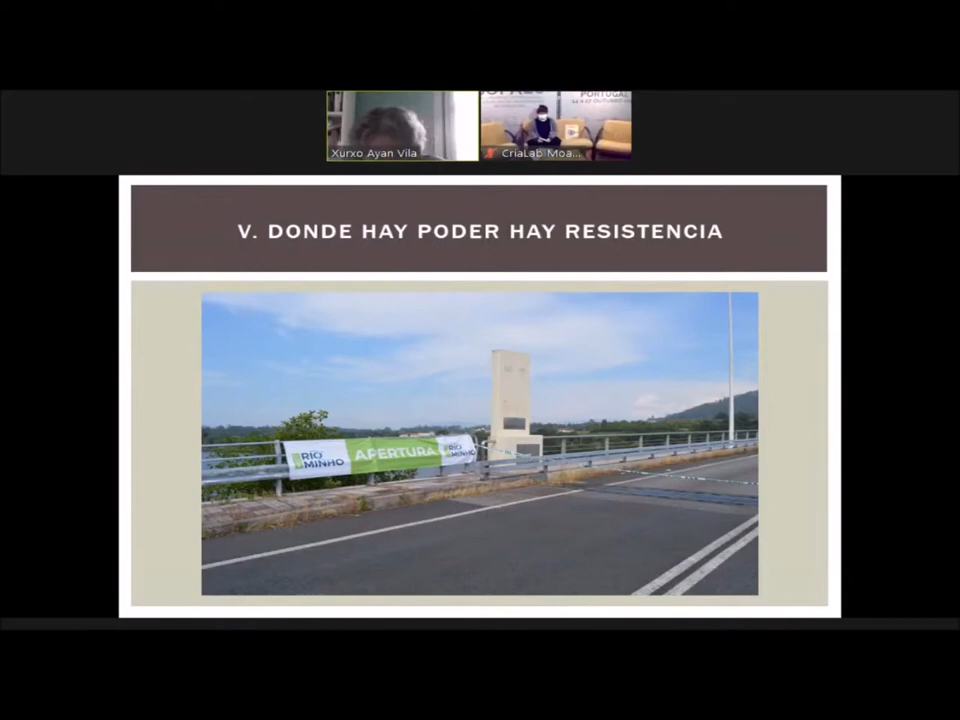 PORTUGAL
Xurxo Ayan Vila
CriaLab Moa...
V. DONDE HAY PODER HAY RESISTENCIA
RIO
MINHO
APERTURA
RIO
MINHO